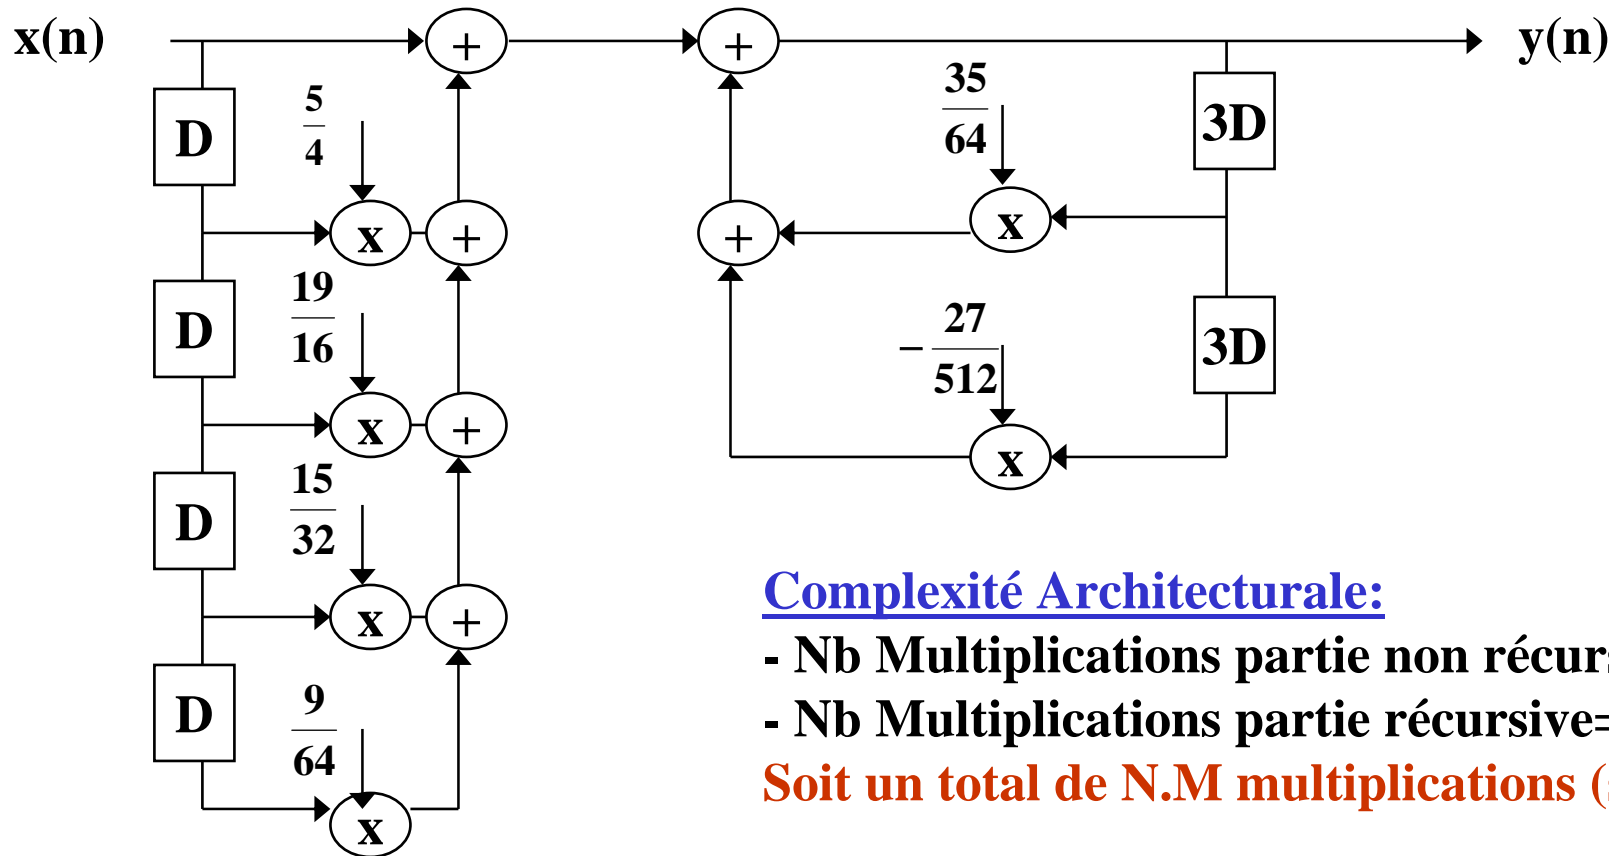 x(n) + + y(n)
D 5/4 35/64 3D
x + + x
D 19/16 3D
− 27/512
x + x
D 15/32
x +
D 9/64
x
Complexité Architecturale:
- Nb Multiplications partie non
- Nb Multiplications partie récursive=
Soit un total de N.M multiplications (